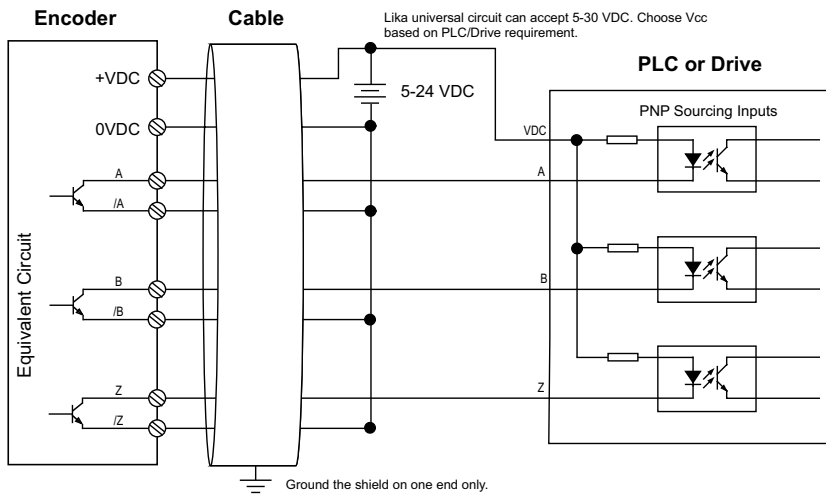 Encoder
Cable
Lika universal circuit can accept 5-30 VDC. Choose Vcc
based on PLC/Drive requirement.
PLC or Drive
+VDC
5-24 VDC
PNP Sourcing Inputs
0VDC
VDC
A
A
/A
B
B
/B
Equivalent Circuit
Z
Z
/Z
Ground the shield on one end only.